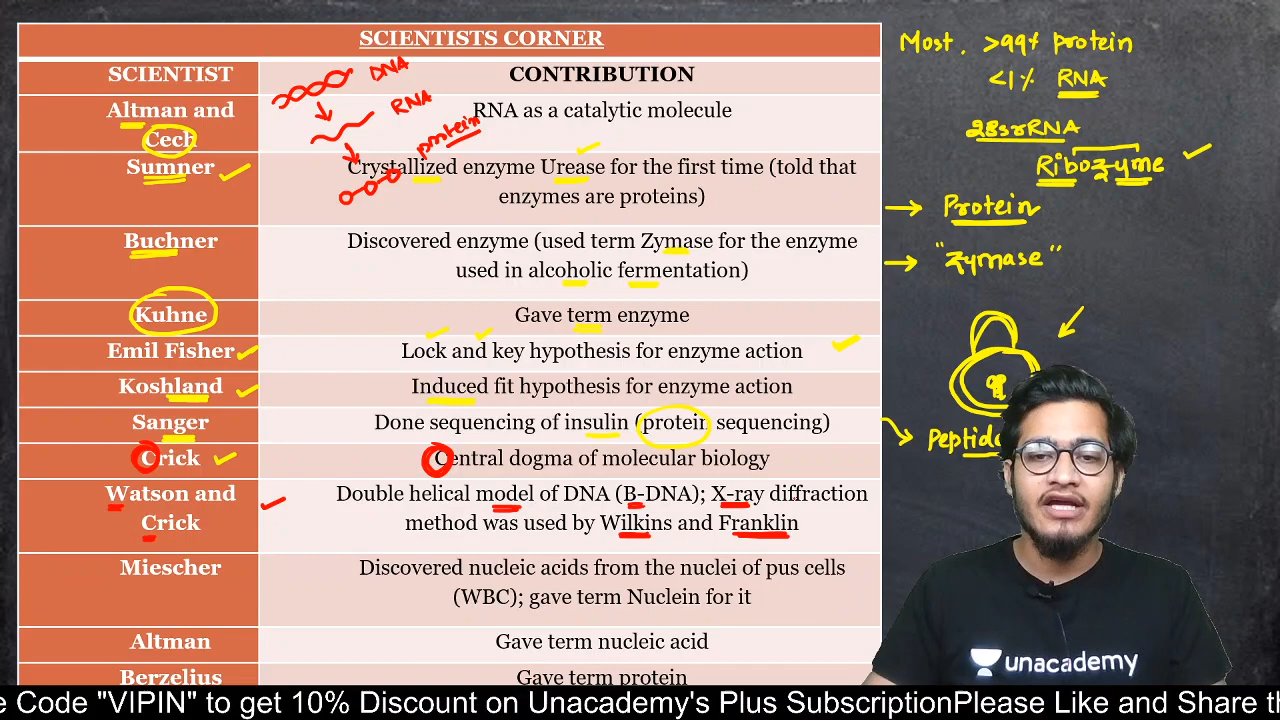 SCIENTISTS CORNER
SCIENTIST
CONTRIBUTION
Altman and
Cech
RNA as a catalytic molecule
Sumner
Crystallized enzyme Urease for the first time (told that
enzymes are proteins)
Buchner
Discovered enzyme (used term Zymase for the enzyme
used in alcoholic fermentation)
Kuhne
Gave term enzyme
Emil Fisher
Lock and key hypothesis for enzyme action
Koshland
Induced fit hypothesis for enzyme action
Sanger
Done sequencing of insulin (protein sequencing)
Crick
Central dogma of molecular biology
Watson and
Crick
Double helical model of DNA (B-DNA); X-ray diffraction
method was used by Wilkins and Franklin
Miescher
Discovered nucleic acids from the nuclei of pus cells
(WBC); gave term Nuclein for it
Altman
Gave term nucleic acid
Berzelius
Gave term protein
DNA
RNA
protein
Most. >99% protein
<1% RNA
28srRNA
Ribozyme
→ Protein
→ "Zymase"
unacademy
e Code "VIPIN" to get 10% Discount on Unacademy's Plus SubscriptionPlease Like and Share th